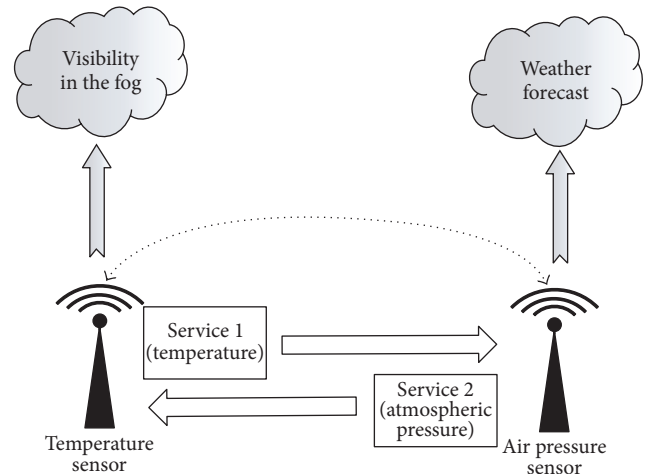 Visibility
in the fog
Weather
forecast
Service 1
(temperature)
Service 2
(atmospheric
pressure)
Temperature
sensor
Air pressure
sensor